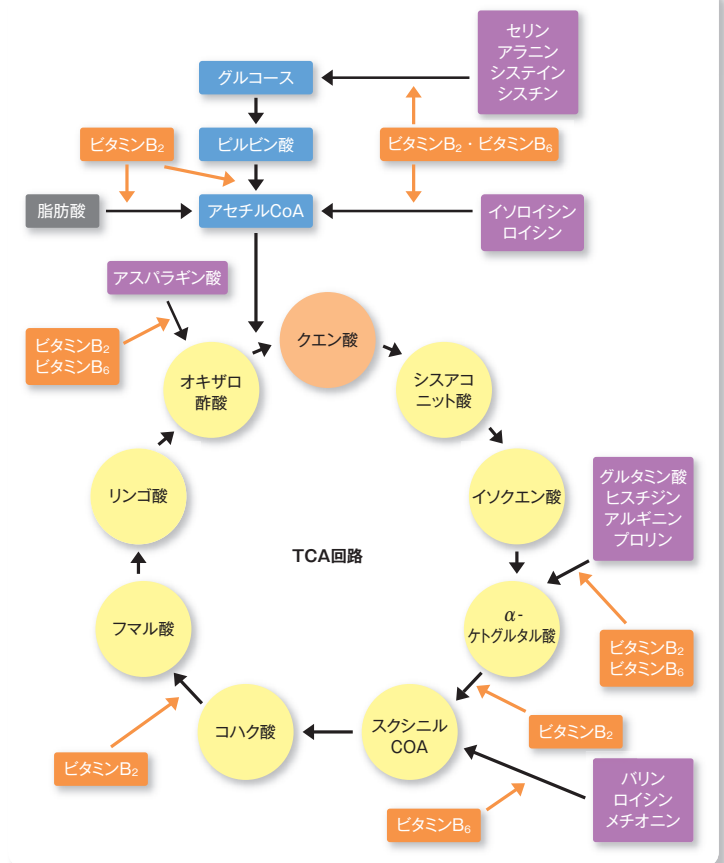 セリン
アラニン
システイン
シスチン
グルコース
ビタミンB₂
ピルビン酸
ビタミンB₂・ビタミンB₆
脂肪酸
アセチルCoA
イソロイシン
ロイシン
アスパラギン酸
ビタミンB₂
ビタミンB₆
クエン酸
オキザロ
酢酸
シスアコ
ニット酸
リンゴ酸
イソクエン酸
グルタミン酸
ヒスチジン
アルギニン
プロリン
TCA回路
フマル酸
α-
ケトグルタル酸
ビタミンB₂
ビタミンB₆
コハク酸
スクシニル
COA
ビタミンB₂
ビタミンB₂
バリン
ロイシン
メチオニン
ビタミンB₆